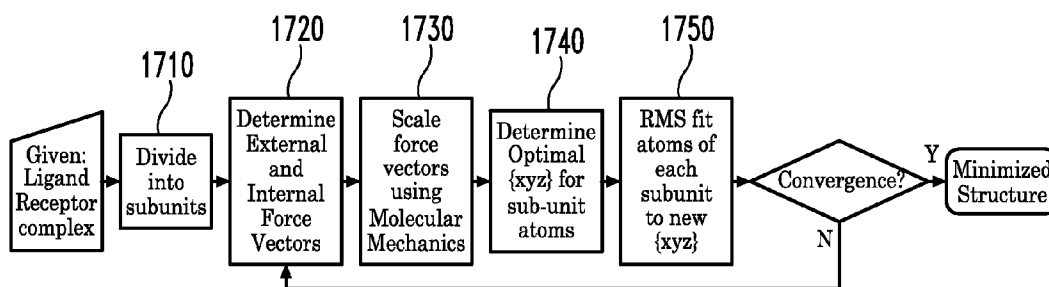 1710
1720
1730
1740
1750
Given:
Ligand
Receptor
complex
Divide
into
subunits
Determine
External
and
Internal
Force
Vectors
Scale
force
vectors
using
Molecular
Mechanics
Determine
Optimal
{xyz} for
sub-unit
atoms
RMS fit
atoms of
each
subunit
to new
{xyz}
Convergence?
Y
N
Minimized
Structure